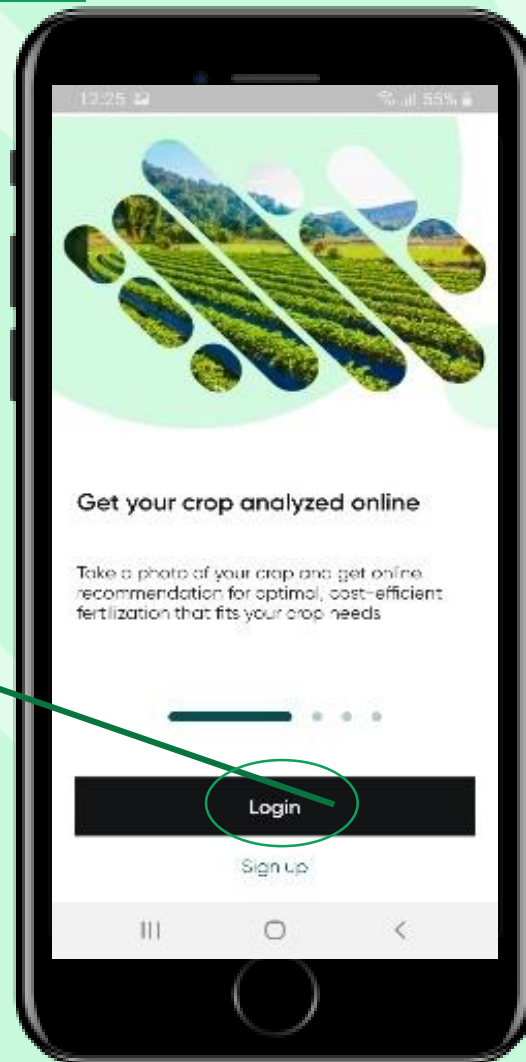 12:25
55%
Get your crop analyzed online
Take a photo of your crop and get online
recommendation for optimal, cost-efficient
fertilization that fits your crop needs
Login
Sign up